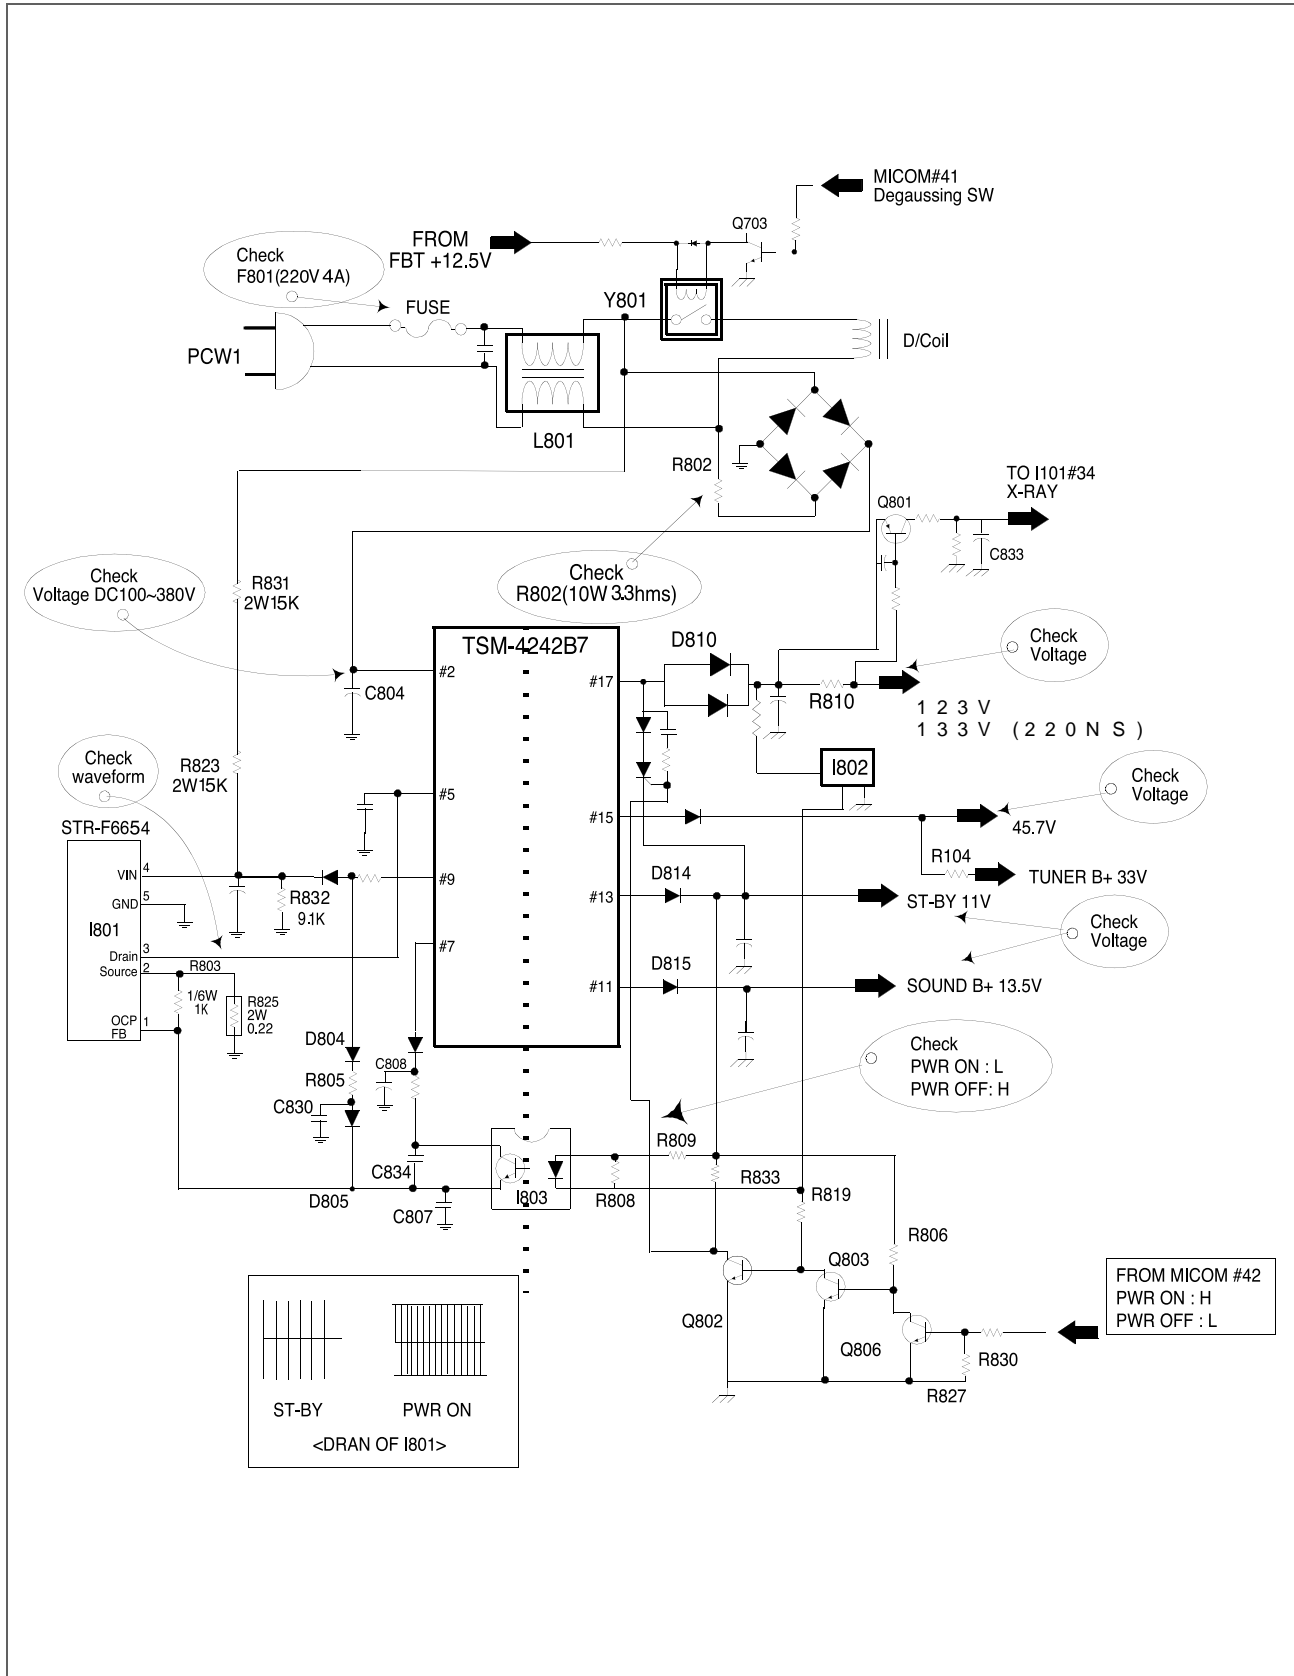 MICOM#41
Degaussing SW
Q703
FROM
FBT +12.5V
Check
F801(220V 4A)
FUSE
Y801
PCW1
D/Coil
L801
R802
TO I101#34
X-RAY
Q801
C833
Check
Voltage DC100~380V
R831
2W15K
Check
R802(10W 3.3hms)
TSM-4242B7
D810
Check
Voltage
#2
#17
C804
R810
123V
133V (220NS)
Check
waveform
R823
2W15K
I802
Check
Voltage
#5
#15
45.7V
STR-F6654
R104
VIN
4
#9
D814
TUNER B+ 33V
R832
9.1K
#13
ST-BY 11V
GND
5
Check
Voltage
I801
#7
Drain
3
D815
Source
2
R803
#11
SOUND B+ 13.5V
1/6W
1K
R825
2W
0.22
OCP
FB
1
D804
Check
PWR ON : L
PWR OFF: H
C808
R805
C830
R809
C834
R833
I803
R808
R819
D805
C807
R806
Q803
FROM MICOM #42
PWR ON : H
PWR OFF : L
Q802
Q806
R830
R827
ST-BY
PWR ON
<DRAN OF I801>